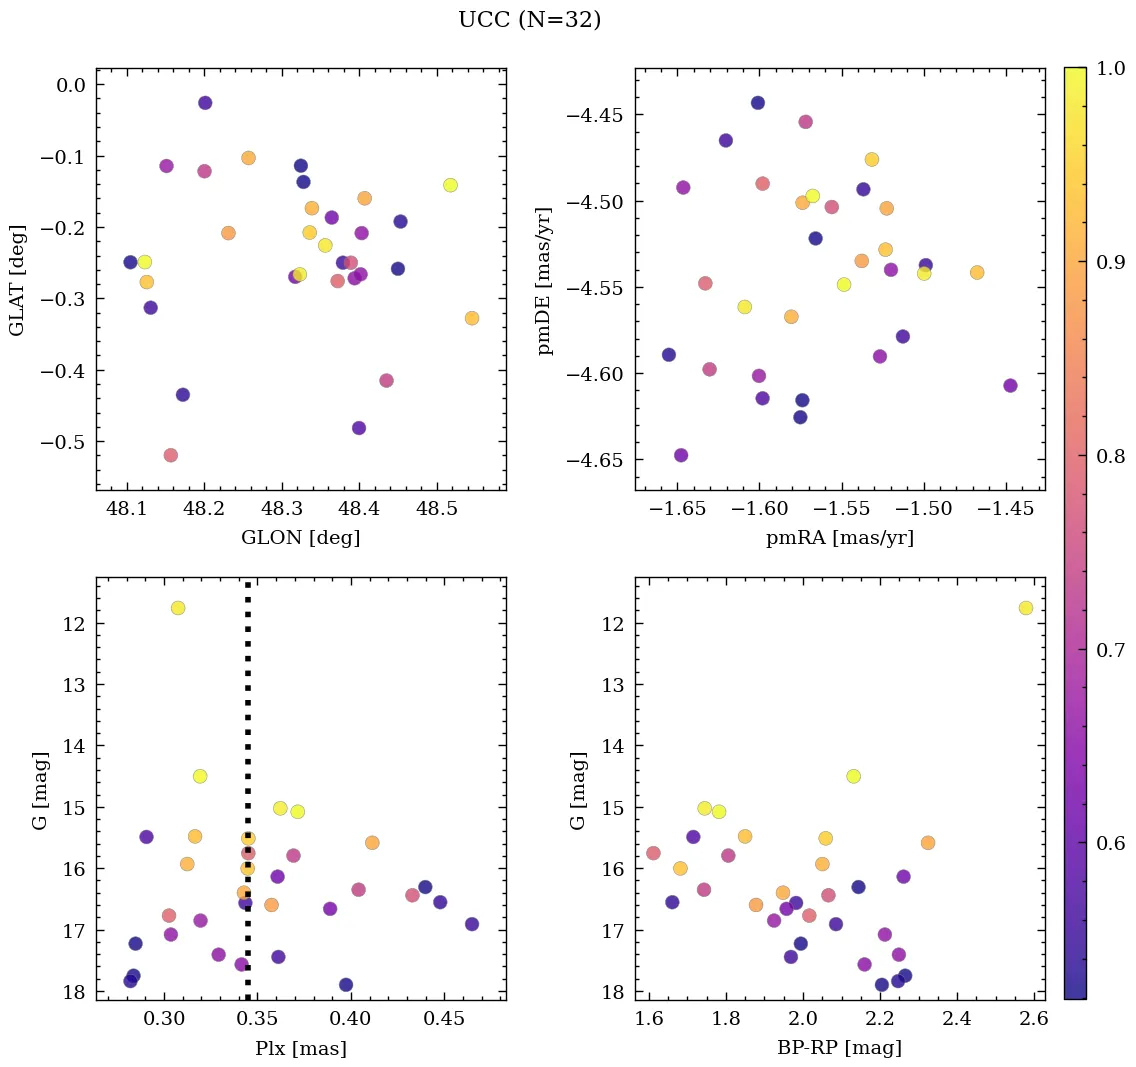 UCC (N=32)
0.0
−0.1
−0.2
−0.3
−0.4
−0.5
GLAT [deg]
48.1 48.2 48.3 48.4 48.5
GLON [deg]
−4.45
−4.50
−4.55
−4.60
−4.65
pmDE [mas/yr]
−1.65 −1.60 −1.55 −1.50 −1.45
pmRA [mas/yr]
1.0
0.9
0.8
0.7
0.6
12
13
14
15
16
17
18
G [mag]
0.30 0.35 0.40 0.45
Plx [mas]
12
13
14
15
16
17
18
G [mag]
1.6 1.8 2.0 2.2 2.4 2.6
BP-RP [mag]